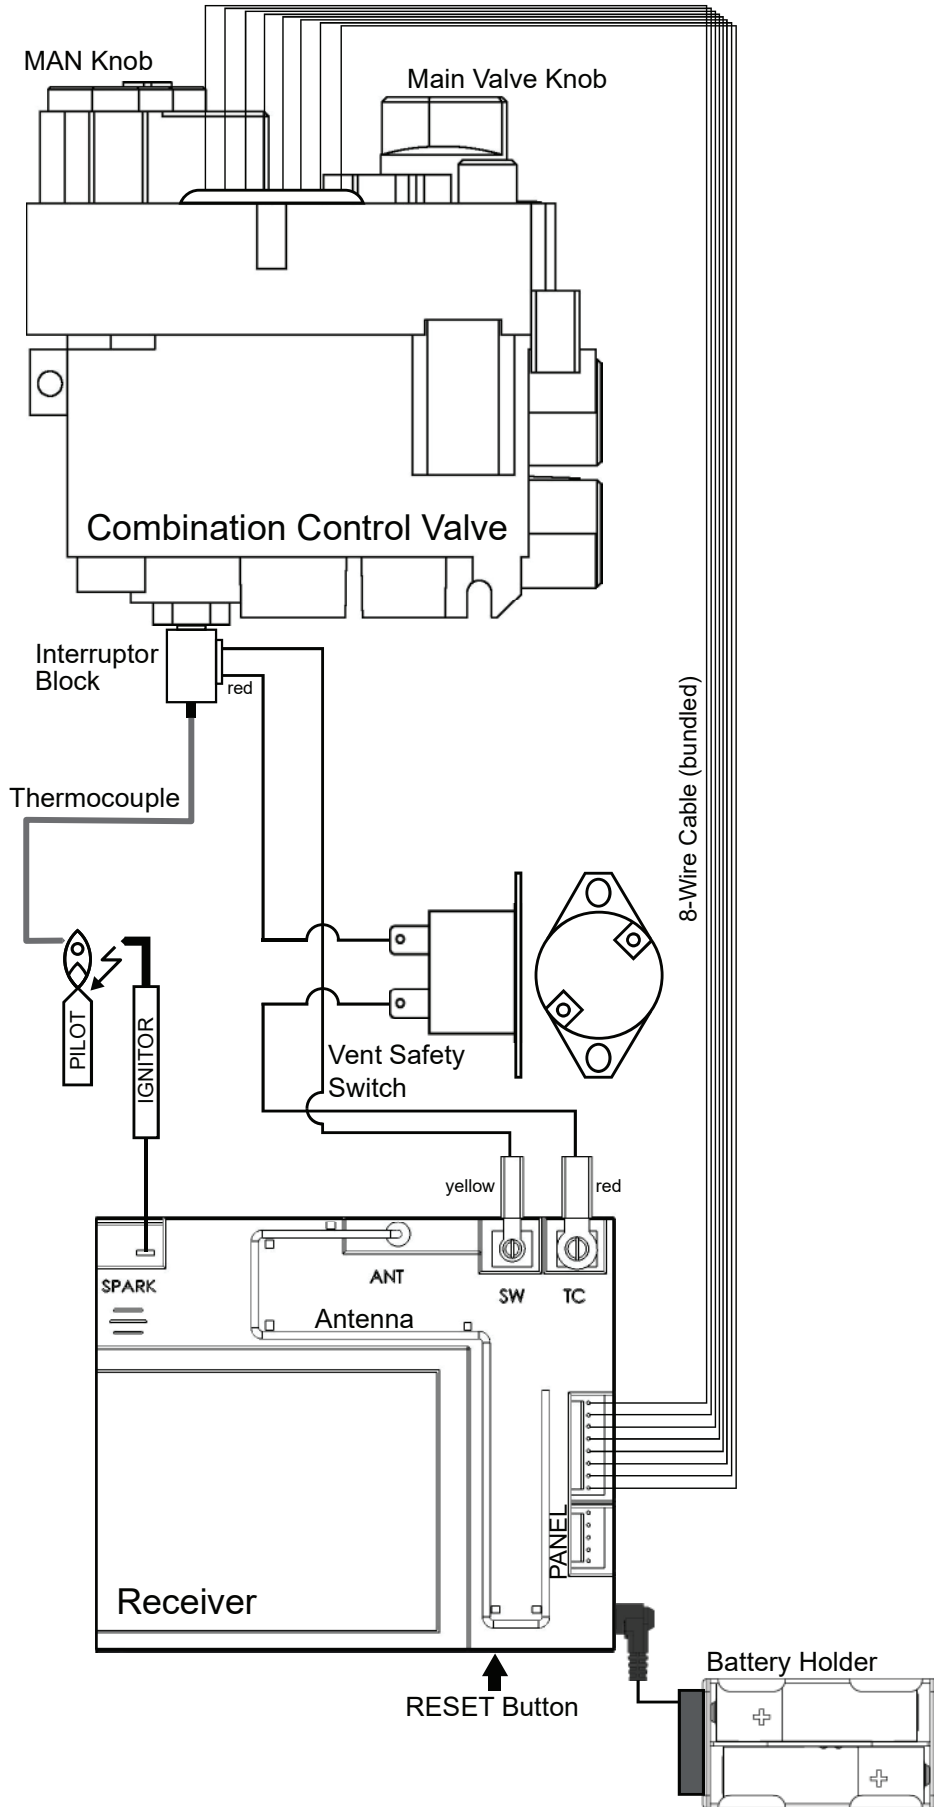 MAN Knob
Main Valve Knob
Combination Control Valve
Interruptor
Block
red
8-Wire Cable (bundled)
Thermocouple
PILOT
IGNITOR
Vent Safety
Switch
yellow
red
SPARK
ANT
SW
TC
Antenna
PANEL
Receiver
Battery Holder
RESET Button